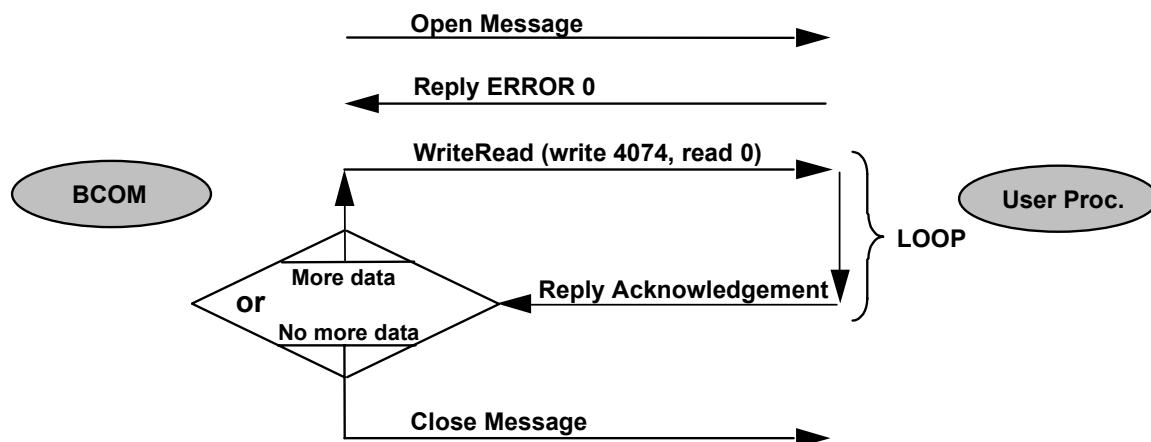 Open Message
Reply ERROR 0
WriteRead (write 4074, read 0)
BCOM
User Proc.
LOOP
More data
or
Reply Acknowledgement
No more data
Close Message